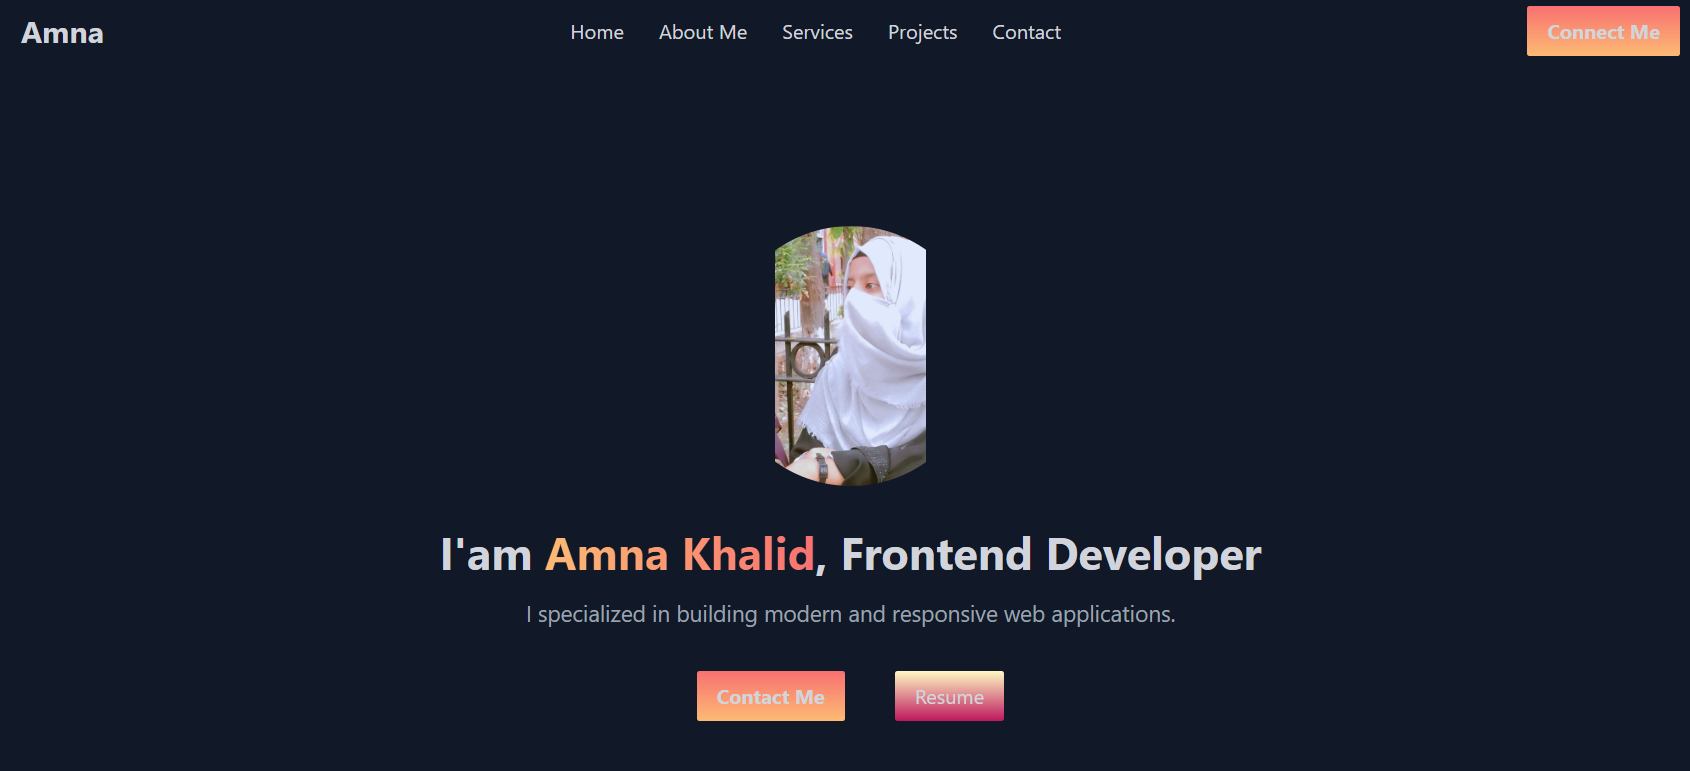 Amna
Home About Me Services Projects Contact
Connect Me
I'am Amna Khalid, Frontend Developer
I specialized in building modern and responsive web applications.
Contact Me
Resume